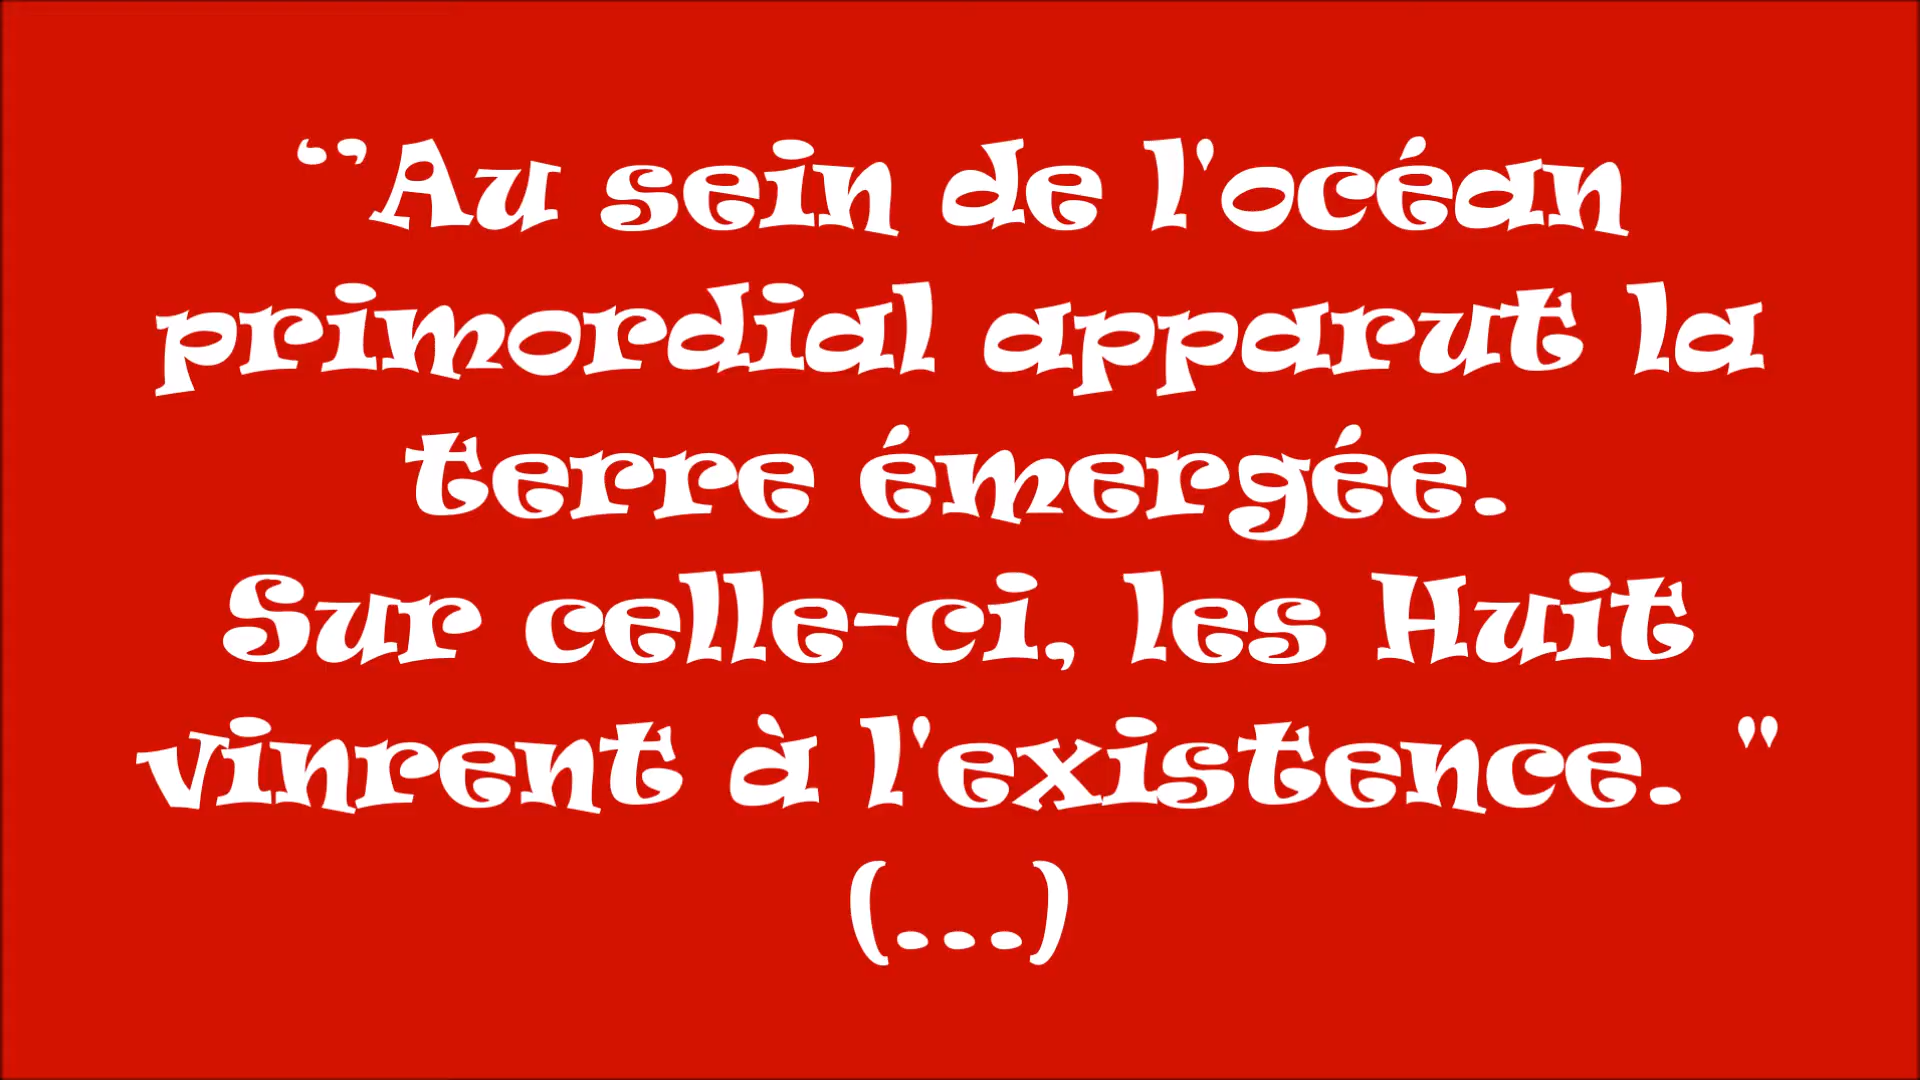 ‘’Au sein de l'océan
primordial apparut la
terre émergée.
Sur celle-ci, les Huit
vinrent à l'existence. "
(...)